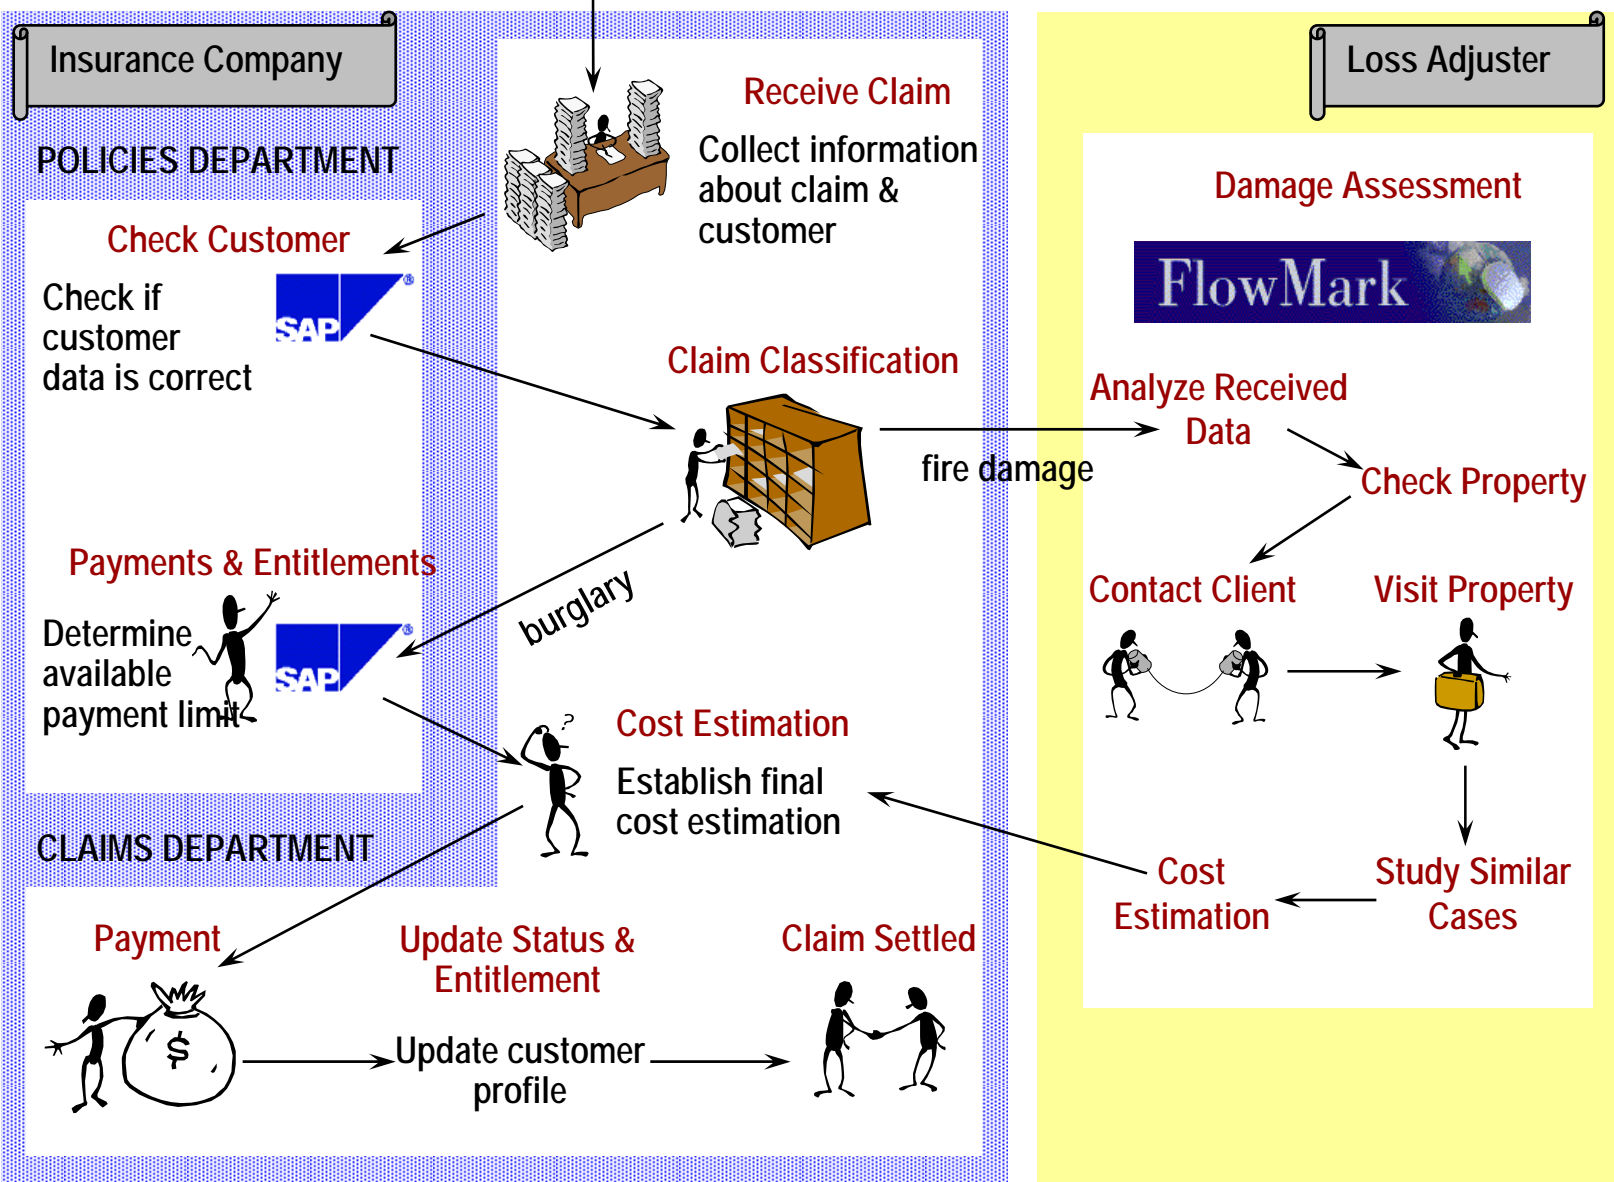 Insurance Company
Loss Adjuster
POLICIES DEPARTMENT
Receive Claim
Collect information
about claim &
customer
Check Customer
Check if
customer
data is correct
SAP®
Claim Classification
fire damage
burglary
Payments & Entitlements
Determine
available
payment limit
SAP®
?
Cost Estimation
Establish final
cost estimation
CLAIMS DEPARTMENT
Payment
$
Update Status &
Entitlement
Update customer
profile
Claim Settled
Damage Assessment
FlowMark
Analyze Received
Data
Check Property
Contact Client
Visit Property
Study Similar
Cases
Cost
Estimation